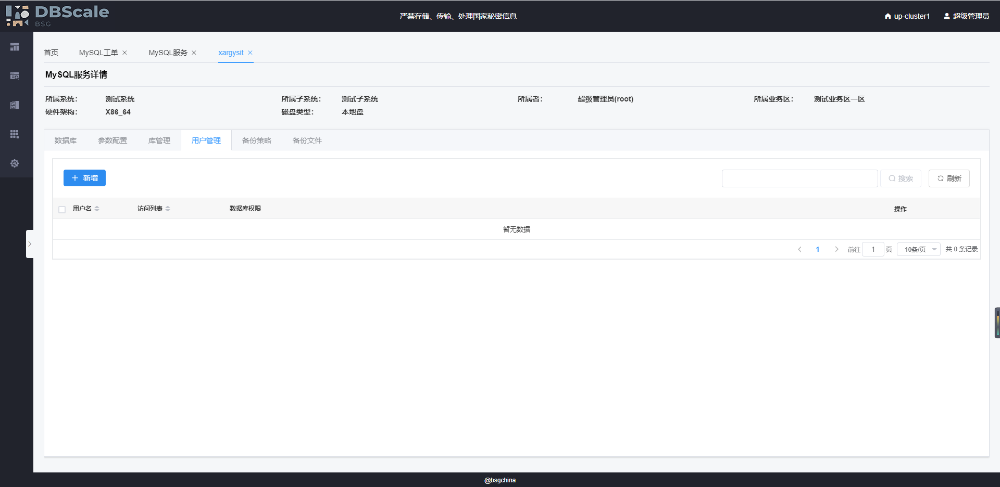 DBScale
BSG
严禁存储、传输、处理国家秘密信息
up-cluster1
超级管理员
首页
MySQL工单
MySQL服务
xargysit
MySQL服务详情
所属系统： 测试系统
所属子系统： 测试子系统
所属者： 超级管理员(root)
所属业务区： 测试业务区一区
硬件架构： X86_64
磁盘类型： 本地盘
数据库 参数配置 库管理 用户管理 备份策略 备份文件
新增
搜索
刷新
用户名 访问列表 数据库权限 操作
暂无数据
1 前往 1 页 10条/页 共 0 条记录
@bsgchina